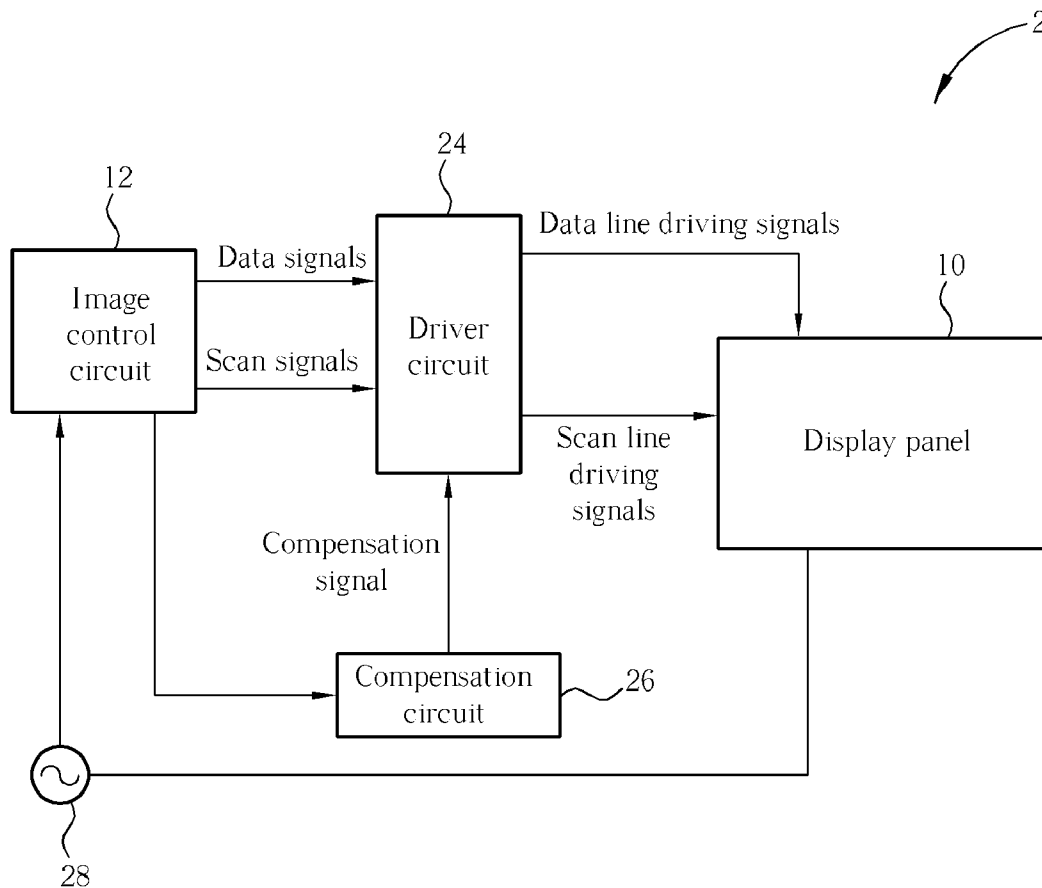 2
24
12
Data line driving signals
Data signals
10
Image
control
circuit
Driver
circuit
Scan signals
Display panel
Scan line
driving
signals
Compensation
signal
Compensation
circuit
26
28